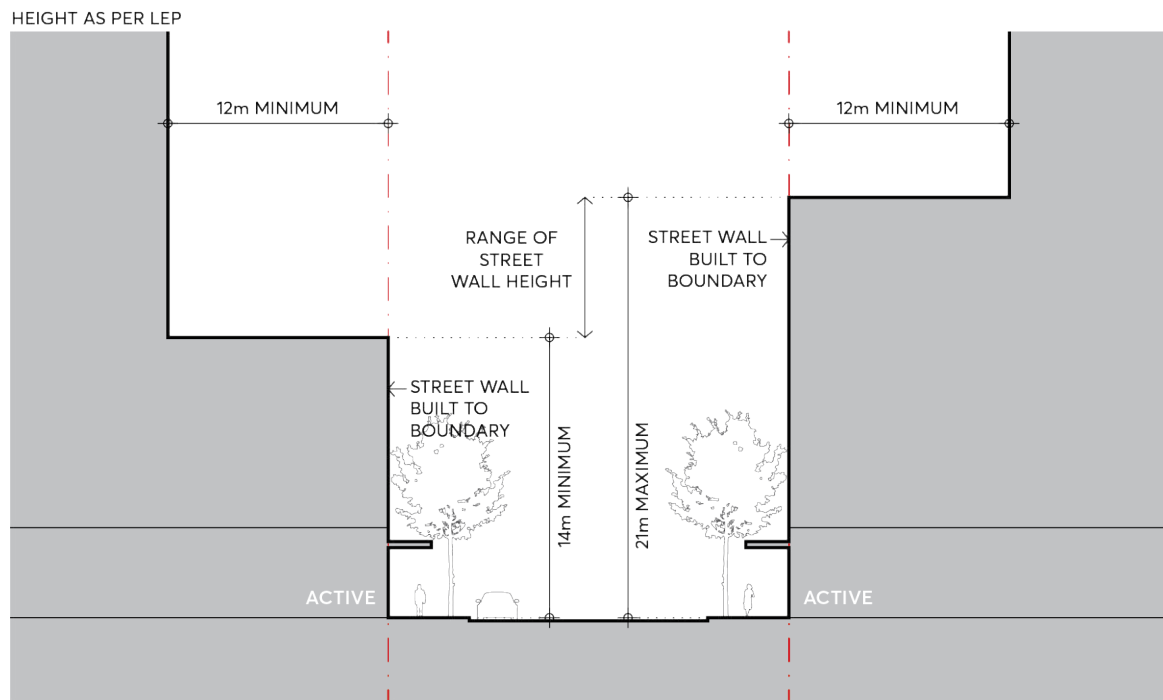 HEIGHT AS PER LEP
12m MINIMUM
12m MINIMUM
RANGE OF
STREET
WALL HEIGHT
STREET WALL
BUILT TO
BOUNDARY
STREET WALL
BUILT TO
BOUNDARY
14m MINIMUM
21m MAXIMUM
ACTIVE
ACTIVE